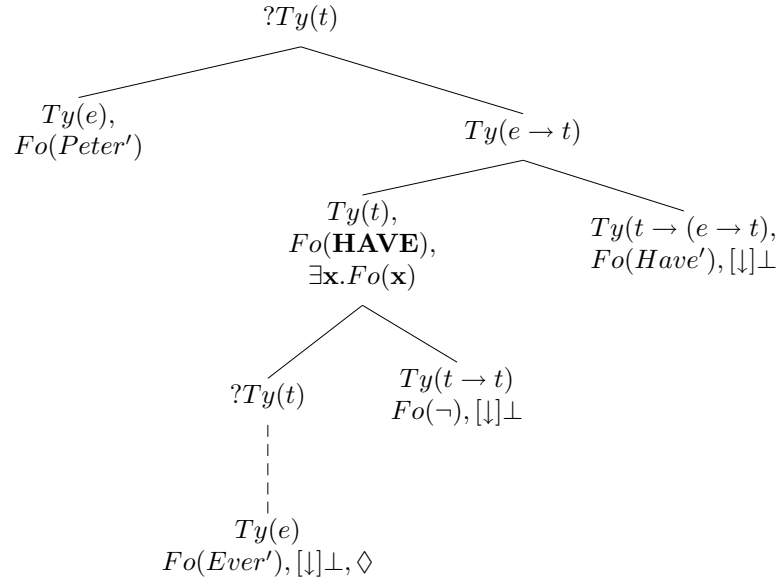 ?Ty(t)
Ty(e),
Fo(Peter′)
Ty(e → t)
Ty(t),
Fo(HAVE),
∃x.Fo(x)
Ty(t → (e → t),
Fo(Have′), [↓]⊥
?Ty(t)
Ty(t → t)
Fo(¬), [↓]⊥
Ty(e)
Fo(Ever′), [↓]⊥, ◊